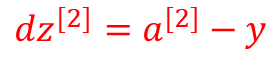 dz^{[2]} = a^{[2]} − y